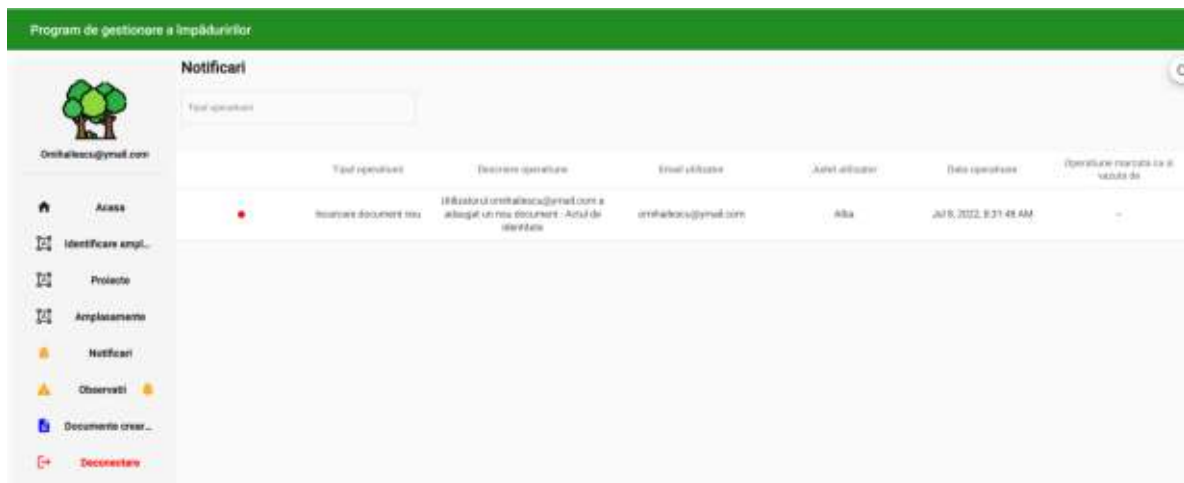 Program de gestionare a împăduririlor
Notificari
Tipul operatiunii
Omihailescu@ymail.com
Tipul operatiunii
Descriere operatiune
Email utilizator
Judet utilizator
Data operatiune
Operatiune marcata ca si
vazuta de
Incarcare document nou
Utilizatorul omihailescu@ymail.com a
adaugat un nou document - Actul de
identitate
omihailescu@ymail.com
Alba
Jul 8, 2022, 8:31:48 AM
-
Acasa
Identificare ampl...
Proiecte
Amplasamente
Notificari
Observatii
Documente crear...
Deconectare